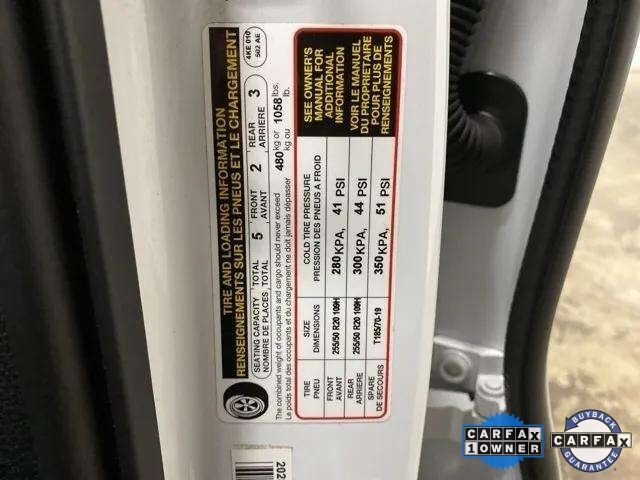 TIRE AND LOADING INFORMATION
RENSEIGNEMENTS SUR LES PNEUS ET LE CHARGEMENT
4KE 010
502 AE
SEATING CAPACITY TOTAL 5 FRONT 2 REAR 3
NOMBRE DE PLACES TOTAL AVANT ARRIÈRE
The combined weight of occupants and cargo should never exceed 480 kg or 1058 lbs.
Le poids total des occupants et du chargement ne doit jamais dépasser kg ou lb.
TIRE SIZE COLD TIRE PRESSURE
PNEU DIMENSIONS PRESSION DES PNEUS A FROID
FRONT 255/50 R20 109H 280 KPA, 41 PSI
AVANT
REAR 255/50 R20 109H 300 KPA, 44 PSI
ARRIERE
SPARE T185/70-19 350 KPA, 51 PSI
DE SECOURS
SEE OWNER'S
MANUAL FOR
ADDITIONAL
INFORMATION
VOIR LE MANUEL
DU PROPRIETAIRE
POUR PLUS DE
RENSEIGNEMENTS
202
CARFAX
1 OWNER
BUYBACK
CARFAX
GUARANTEE